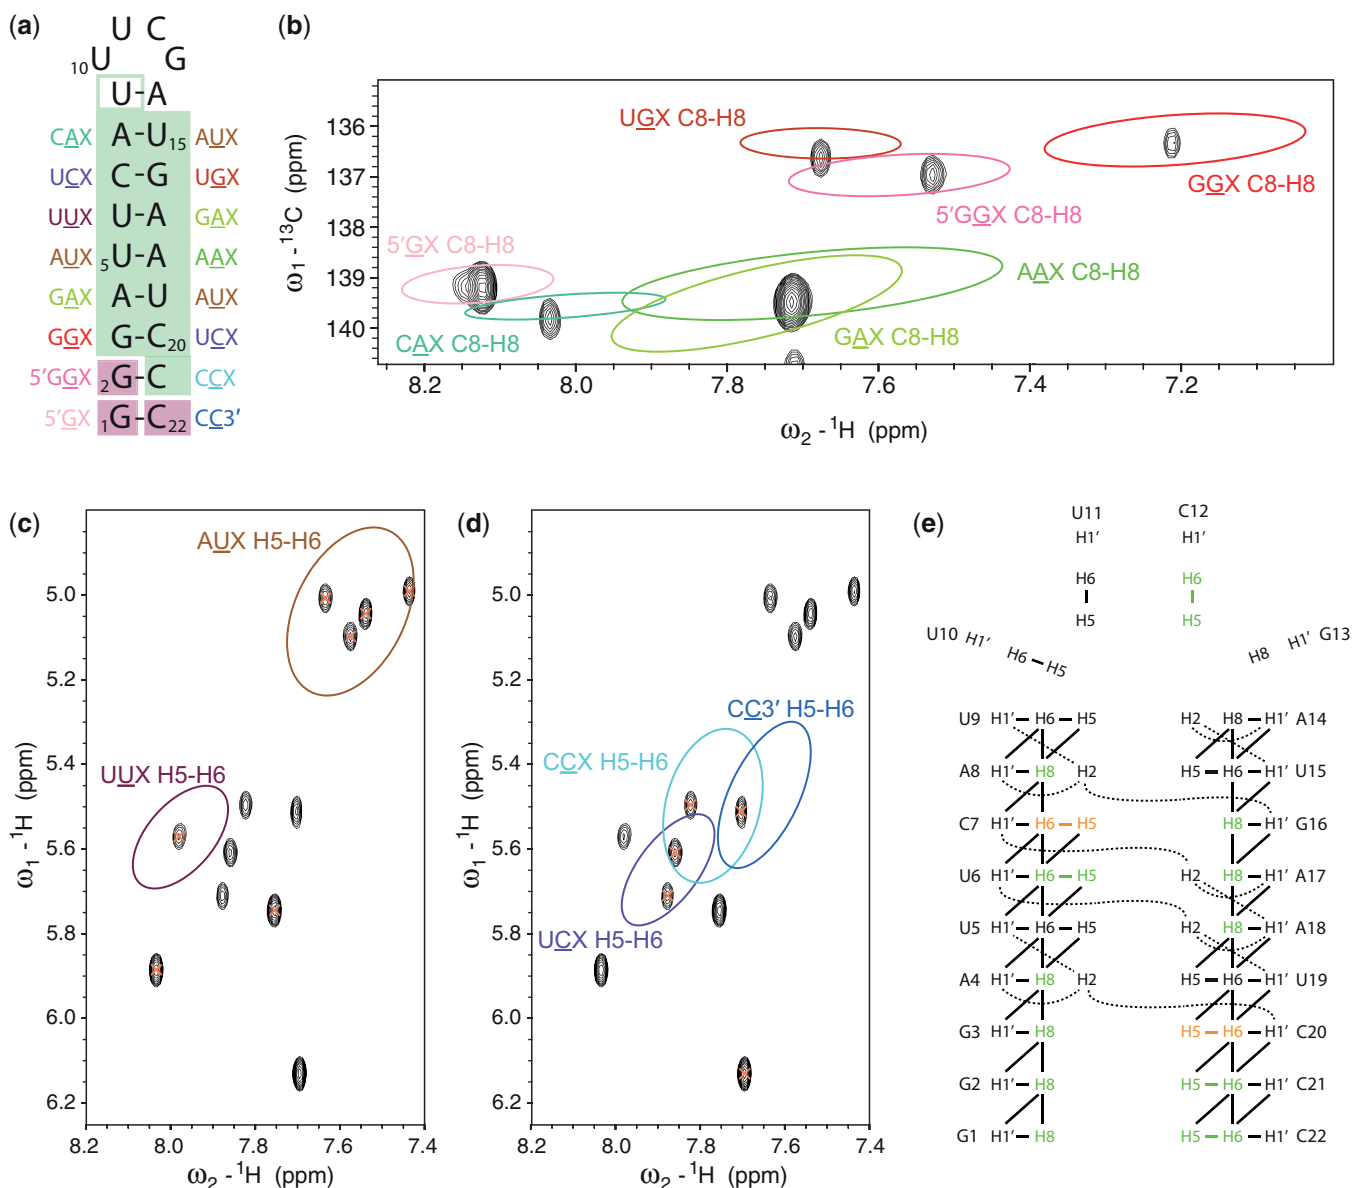 (a)
U C
10 U G
U-A
CAX A-U15 AUX
UCX C-G UGX
UUX U-A GAX
AUX 5U-A AAX
GAX A-U AUX
GGX G-C20 UCX
5'GGX 2G-C CCX
5'GX 1G-C22 CC3'
(b)
UGX C8-H8
GGX C8-H8
5'GGX C8-H8
5'GX C8-H8
AAX C8-H8
CAX C8-H8
GAX C8-H8
136
137
139
140
ω1 - 13C (ppm)
8.2 8.0 7.8 7.6 7.4 7.2
ω2 - 1H (ppm)
(c)
AUX H5-H6
UUX H5-H6
5.0
5.2
5.4
5.6
5.8
6.0
6.2
ω1 - 1H (ppm)
8.2 8.0 7.8 7.6 7.4
ω2 - 1H (ppm)
(d)
CC3' H5-H6
CCX H5-H6
UCX H5-H6
5.0
5.2
5.4
5.6
5.8
6.0
6.2
ω1 - 1H (ppm)
8.2 8.0 7.8 7.6 7.4
ω2 - 1H (ppm)
(e)
U11 C12
H1' H1'
H6 H6
H5 H5
U10 H1' H6 H5 H8 H1' G13
U9 H1' H6 H5 H2 H8 H1' A14
A8 H1' H8 H2 H5 H6 H1' U15
C7 H1' H6 H5 H8 H1' G16
U6 H1' H6 H5 H2 H8 H1' A17
U5 H1' H6 H5 H2 H8 H1' A18
A4 H1' H8 H2 H5 H6 H1' U19
G3 H1' H8 H5 H6 H1' C20
G2 H1' H8 H5 H6 H1' C21
G1 H1' H8 H5 H6 H1' C22